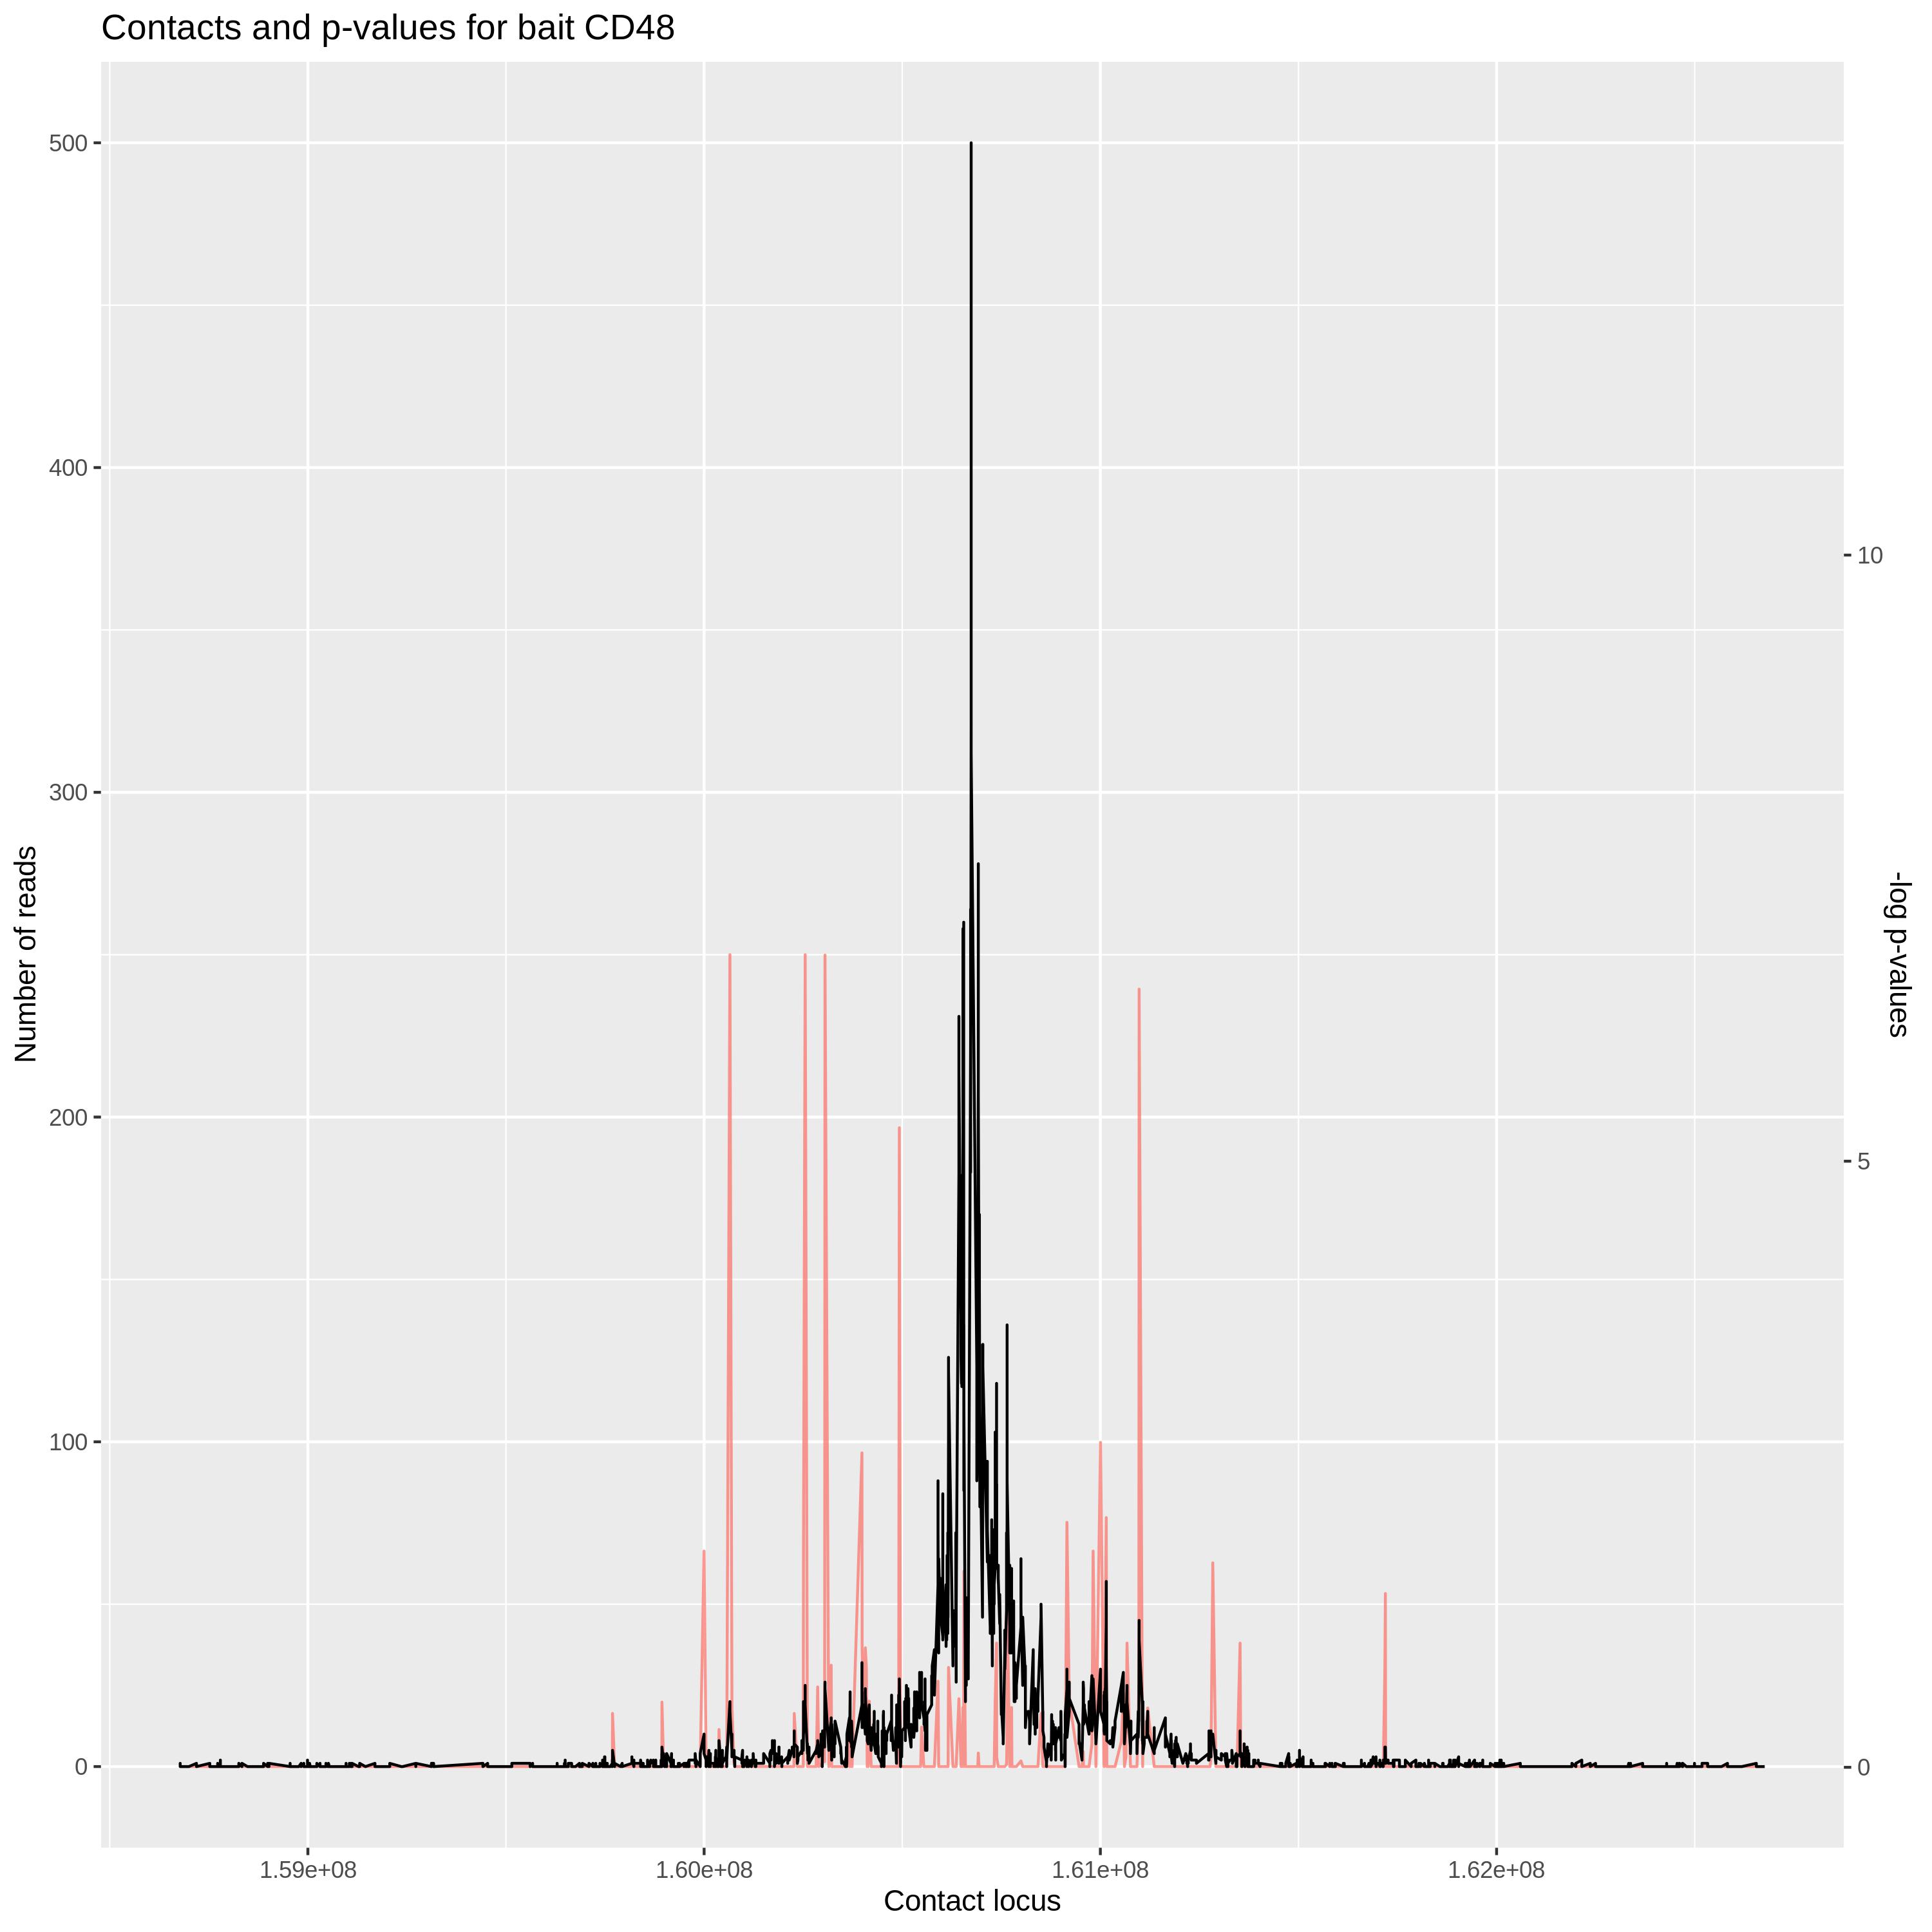 Contacts and p-values for bait CD48
500
400
300
200
100
0
Number of reads
10
5
0
-log p-values
1.59e+08
1.60e+08
1.61e+08
1.62e+08
Contact locus